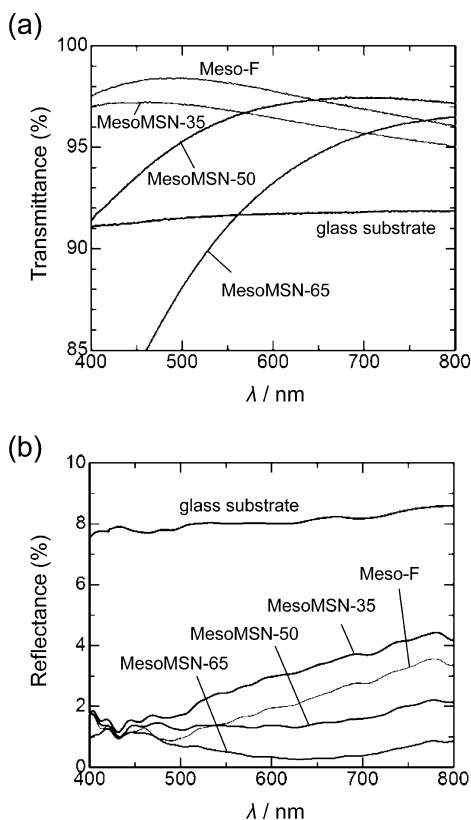 (a)
100
95
90
85
Transmittance (%)
Meso-F
MesoMSN-35
MesoMSN-50
glass substrate
MesoMSN-65
400 500 600 700 800
λ / nm
(b)
10
8
6
4
2
0
Reflectance (%)
glass substrate
Meso-F
MesoMSN-35
MesoMSN-50
MesoMSN-65
400 500 600 700 800
λ / nm